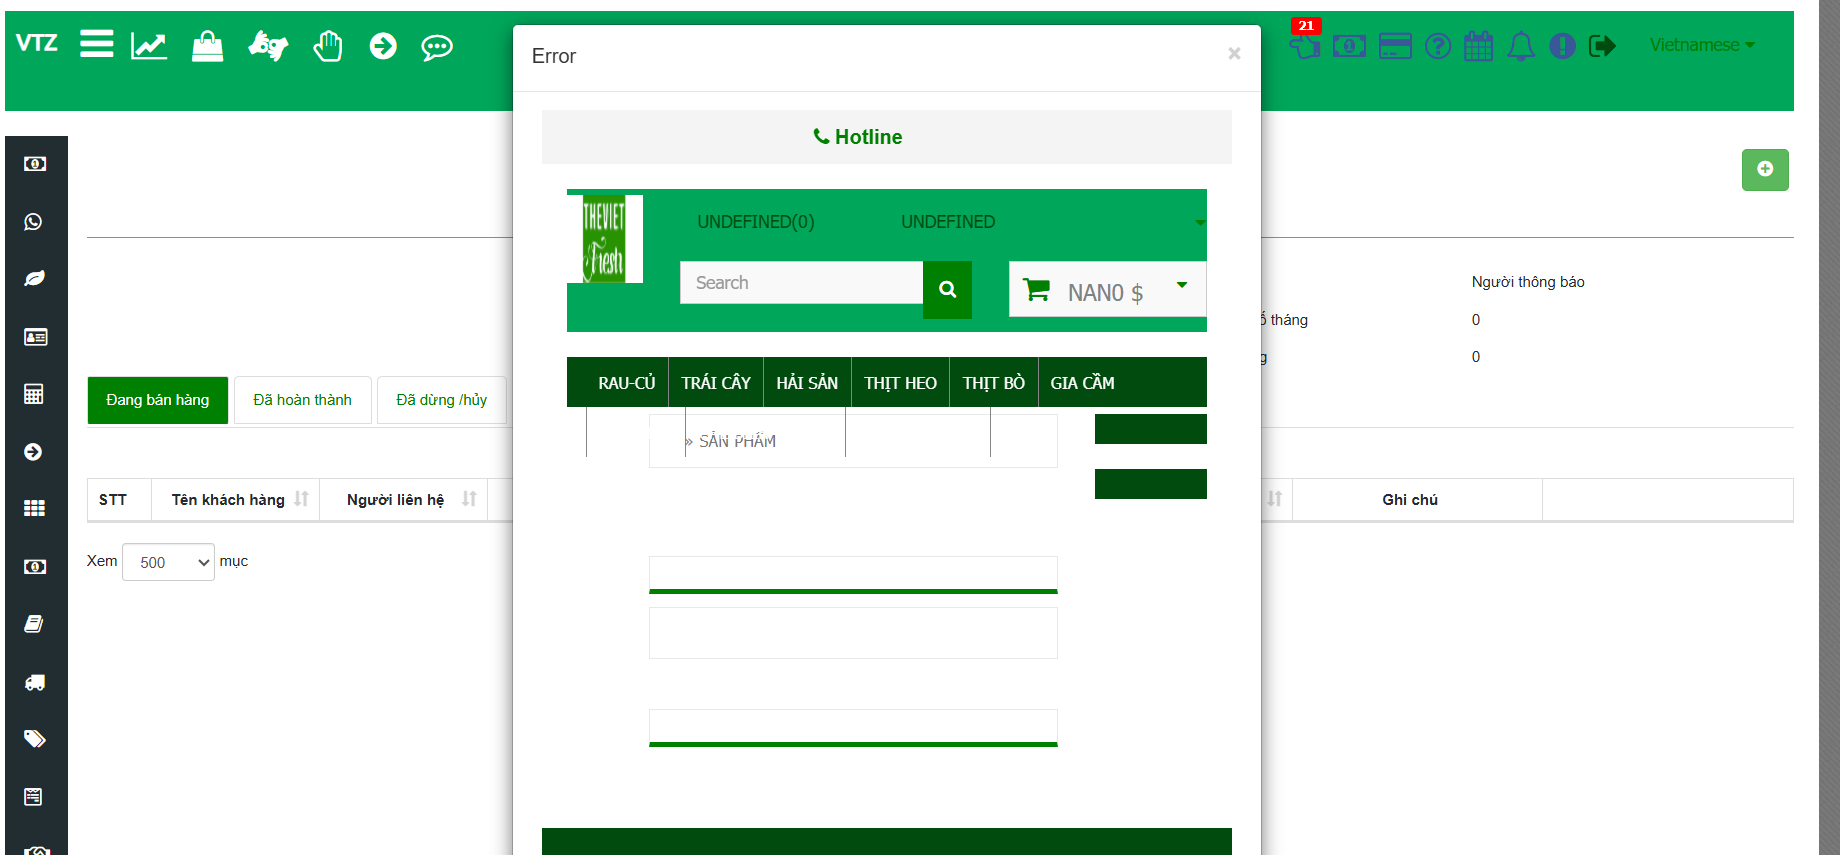 VTZ
21
Vietnamese
Error
×
Hotline
THEVIET
Fresh
UNDEFINED(0)
UNDEFINED
Search
NAN0 $
RAU-CỦ
TRÁI CÂY
HẢI SẢN
THỊT HEO
THỊT BÒ
GIA CẦM
» SẢN PHẨM
Người thông báo
ố tháng
0
g
0
Đang bán hàng
Đã hoàn thành
Đã dừng /hủy
STT
Tên khách hàng
Người liên hệ
Ghi chú
Xem 500 mục